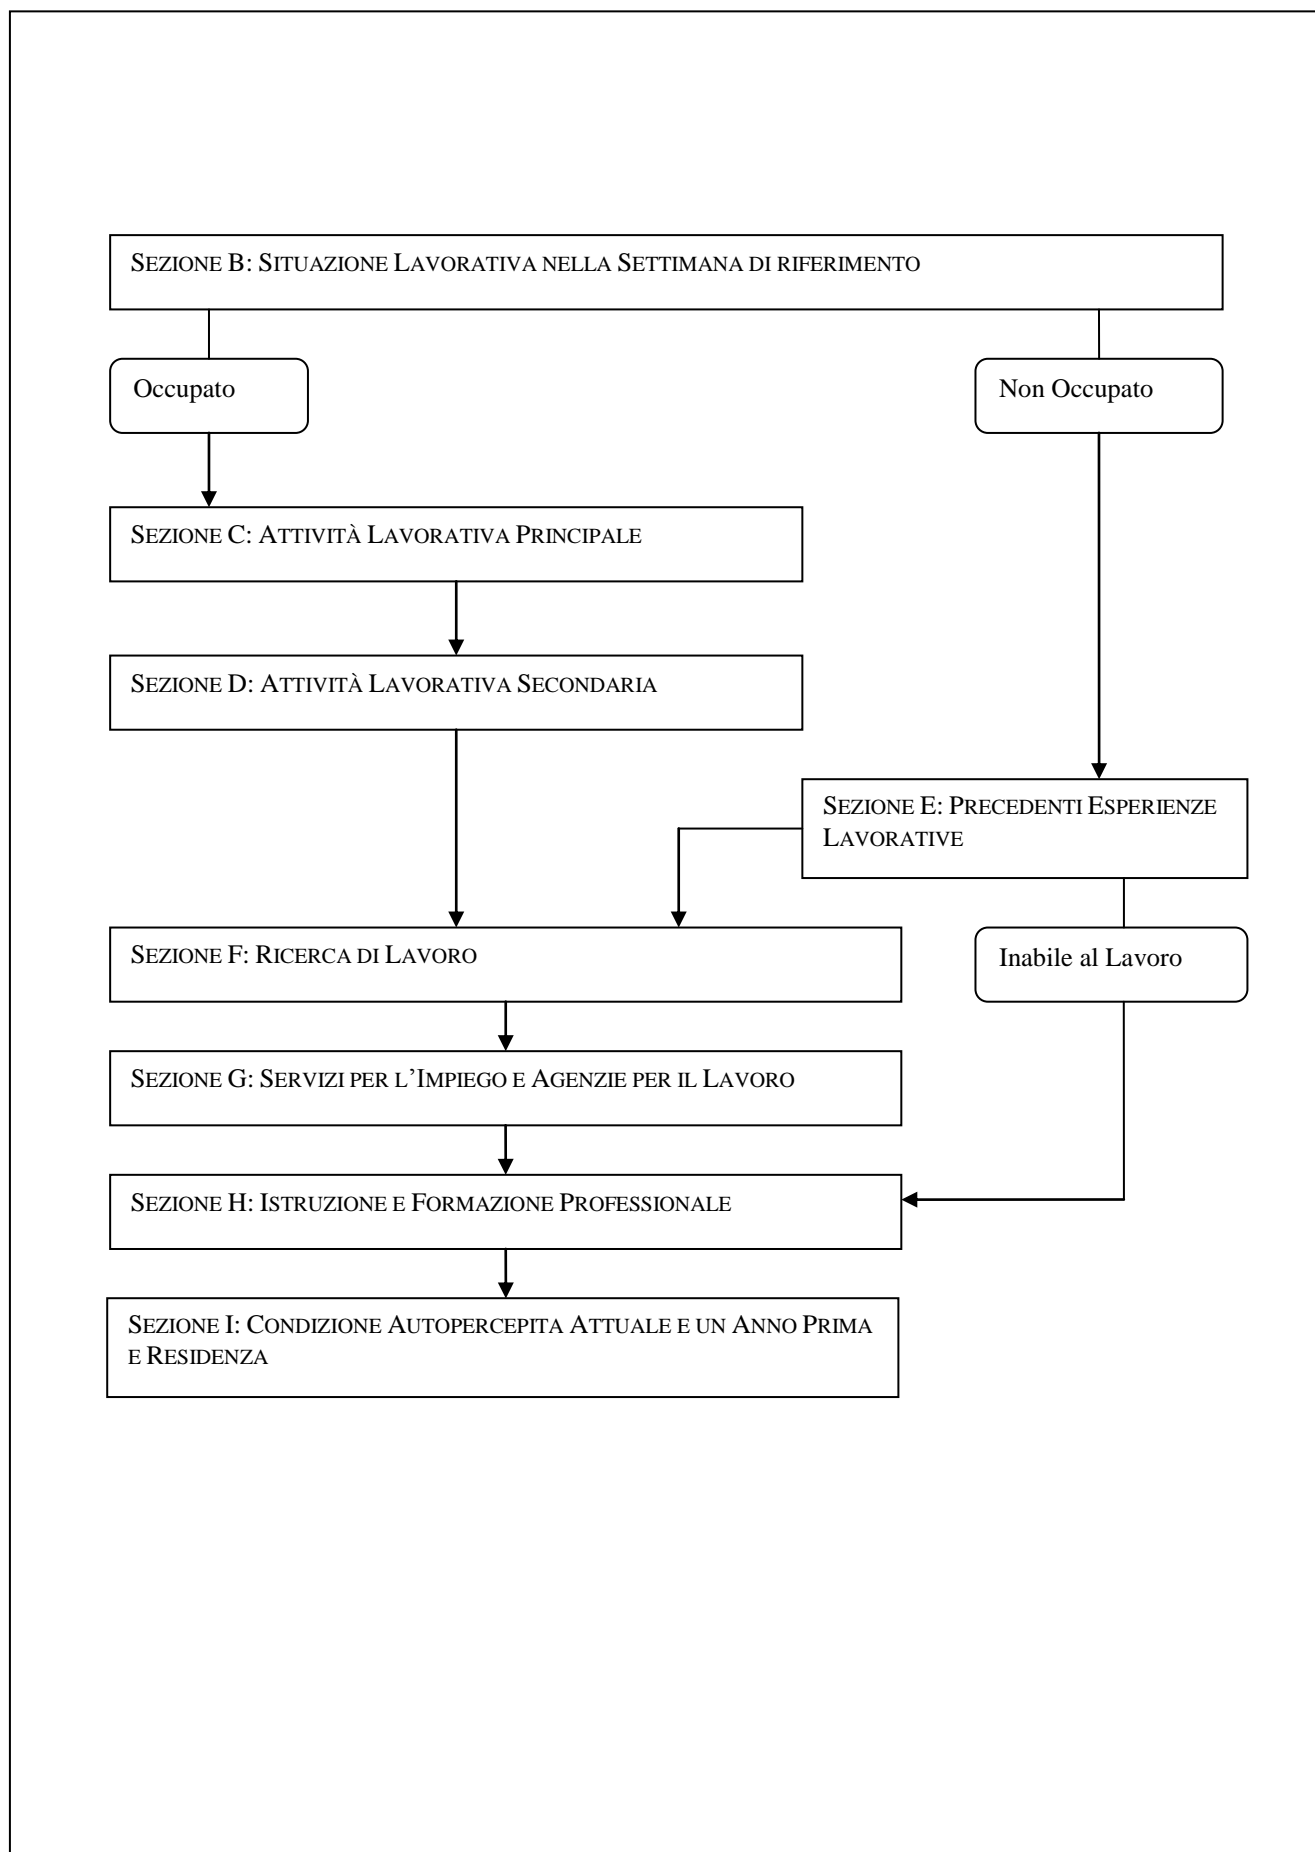 SEZIONE B: SITUAZIONE LAVORATIVA NELLA SETTIMANA DI RIFERIMENTO
Occupato
Non Occupato
SEZIONE C: ATTIVITÀ LAVORATIVA PRINCIPALE
SEZIONE D: ATTIVITÀ LAVORATIVA SECONDARIA
SEZIONE E: PRECEDENTI ESPERIENZE
LAVORATIVE
SEZIONE F: RICERCA DI LAVORO
Inabile al Lavoro
SEZIONE G: SERVIZI PER L’IMPIEGO E AGENZIE PER IL LAVORO
SEZIONE H: ISTRUZIONE E FORMAZIONE PROFESSIONALE
SEZIONE I: CONDIZIONE AUTOPERCEPITA ATTUALE E UN ANNO PRIMA
E RESIDENZA